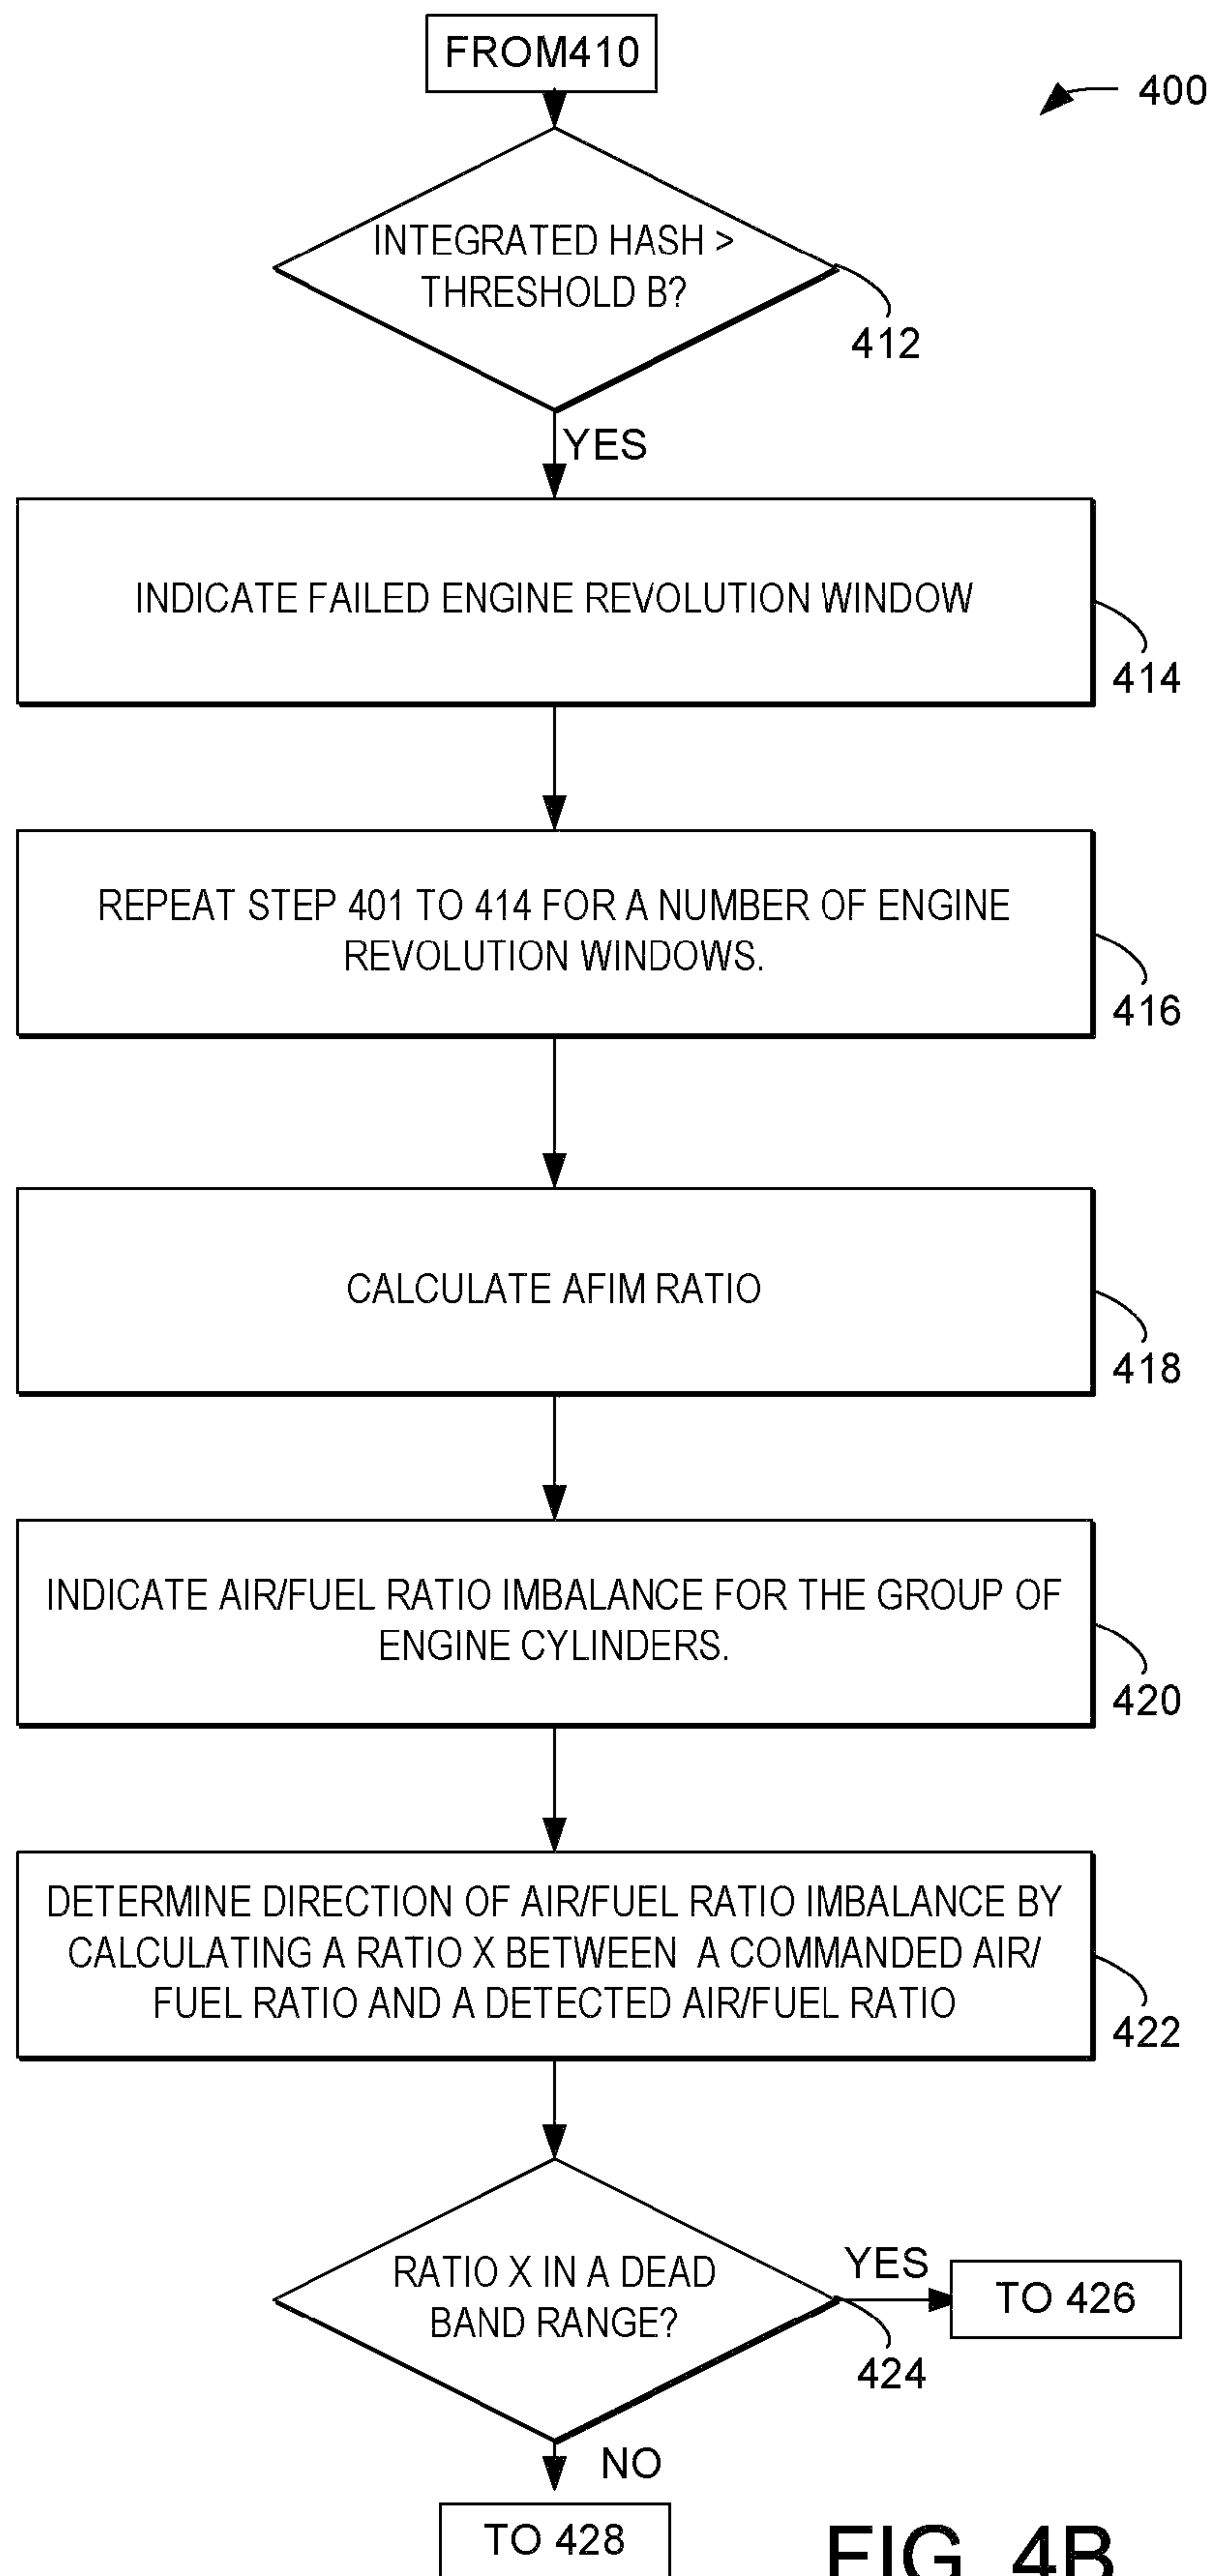 FROM410
400
INTEGRATED HASH >
THRESHOLD B?
412
YES
INDICATE FAILED ENGINE REVOLUTION WINDOW
414
REPEAT STEP 401 TO 414 FOR A NUMBER OF ENGINE
REVOLUTION WINDOWS.
416
CALCULATE AFIM RATIO
418
INDICATE AIR/FUEL RATIO IMBALANCE FOR THE GROUP OF
ENGINE CYLINDERS.
420
DETERMINE DIRECTION OF AIR/FUEL RATIO IMBALANCE BY
CALCULATING A RATIO X BETWEEN A COMMANDED AIR/
FUEL RATIO AND A DETECTED AIR/FUEL RATIO
422
RATIO X IN A DEAD
BAND RANGE?
YES
TO 426
424
NO
TO 428
FIG. 4B